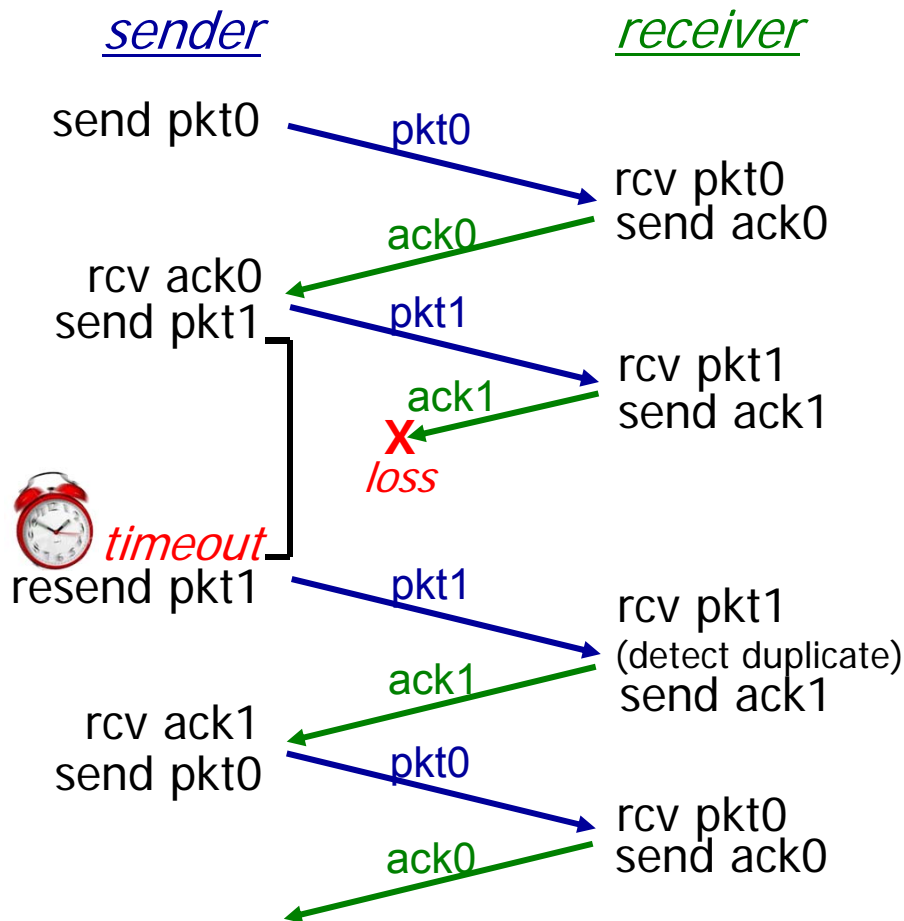 sender
receiver
send pkt0
pkt0
rcv pkt0
send ack0
ack0
rcv ack0
send pkt1
pkt1
rcv pkt1
send ack1
ack1
X
loss
timeout
resend pkt1
pkt1
rcv pkt1
(detect duplicate)
send ack1
ack1
rcv ack1
send pkt0
pkt0
rcv pkt0
send ack0
ack0